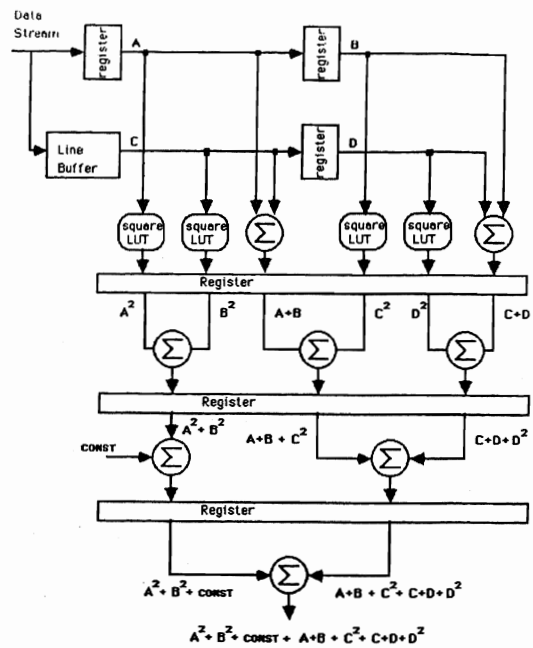 Data
Stream
register
A
register
B
Line
Buffer
C
register
D
square
LUT
square
LUT
Σ
square
LUT
square
LUT
Σ
Register
A²
B²
A+B
C²
D²
C+D
Σ
Σ
Σ
Register
A²+ B²
A+B + C²
C+D+D²
CONST
Σ
Σ
Register
Σ
A²+ B²+ CONST
A+B + C²+ C+D+D²
A²+ B²+ CONST + A+B + C²+ C+D+D²